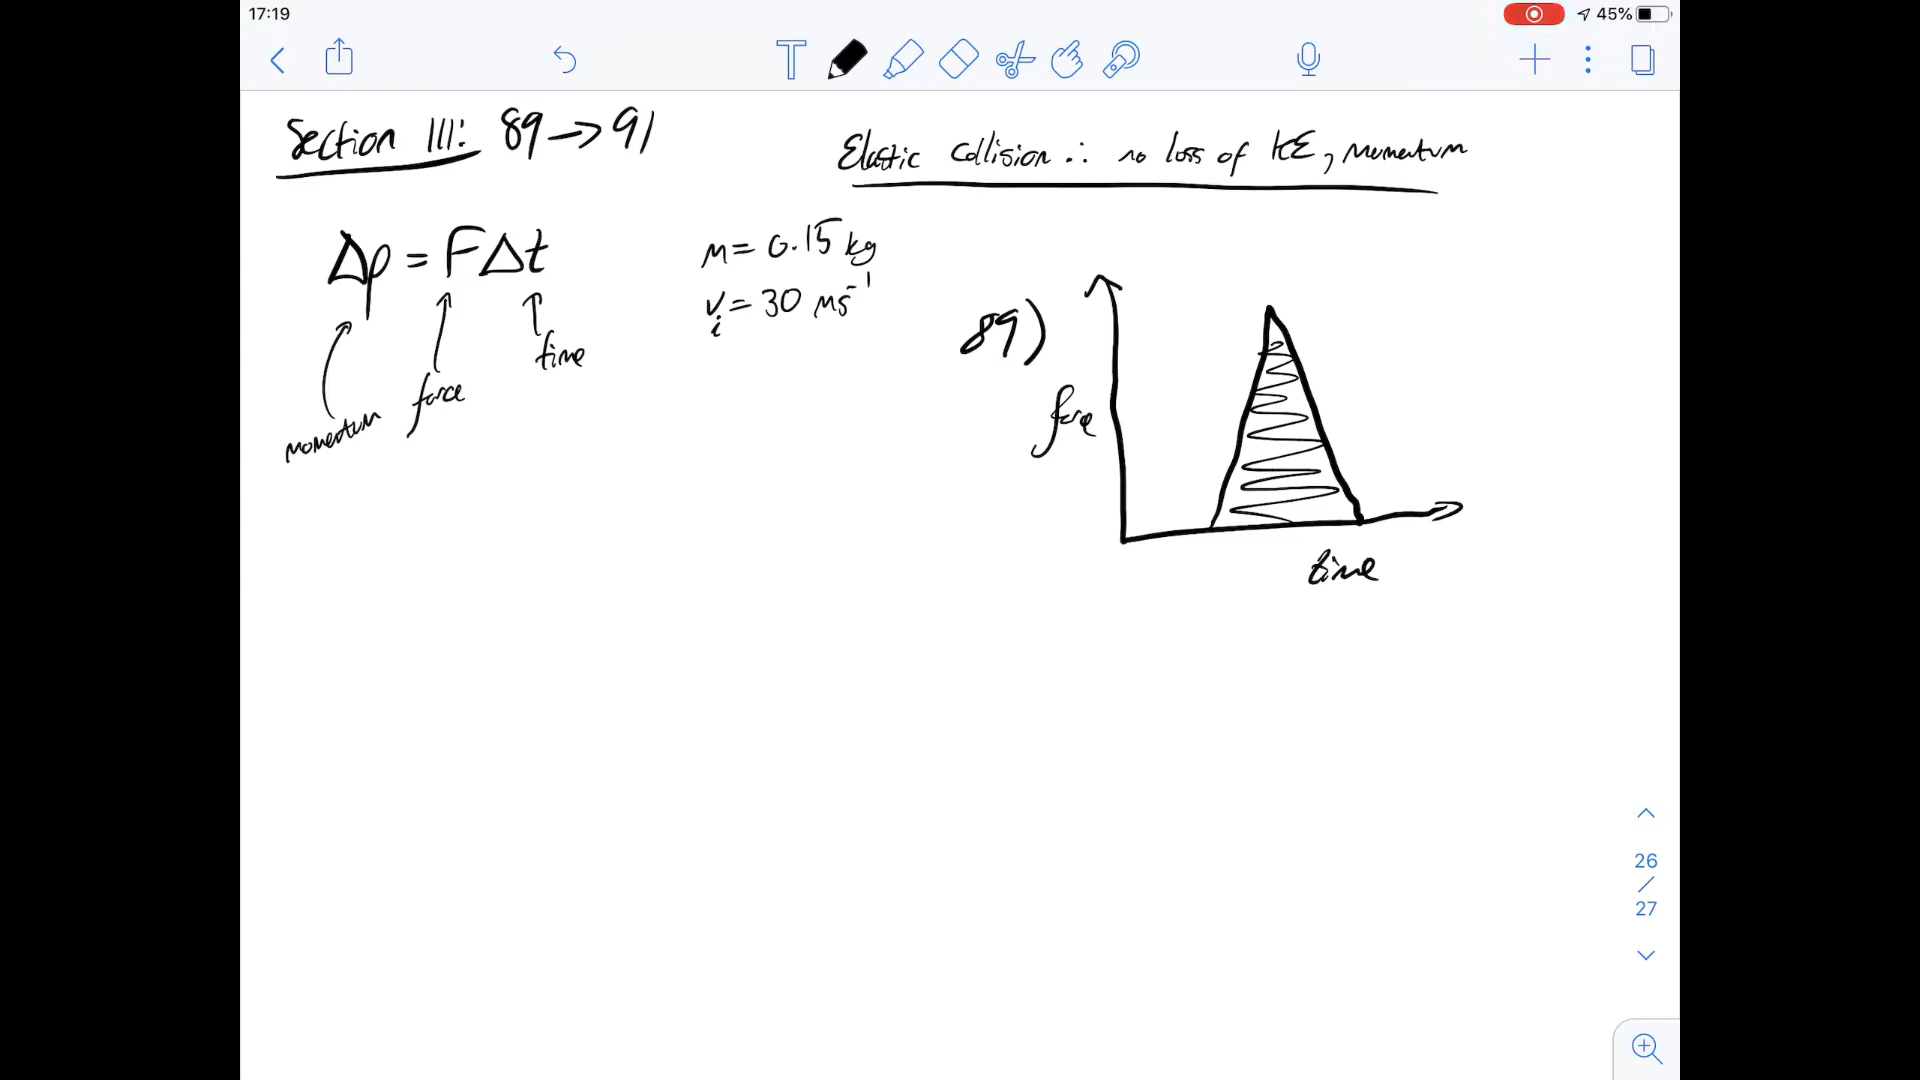 17:19
45%
Section III: 89 → 91
Elastic Collision ∴ no loss of KE, momentum
Δp = FΔt
m = 0.15 kg
vi = 30 ms⁻¹
time
force
momentum
89)
force
time
26
/
27